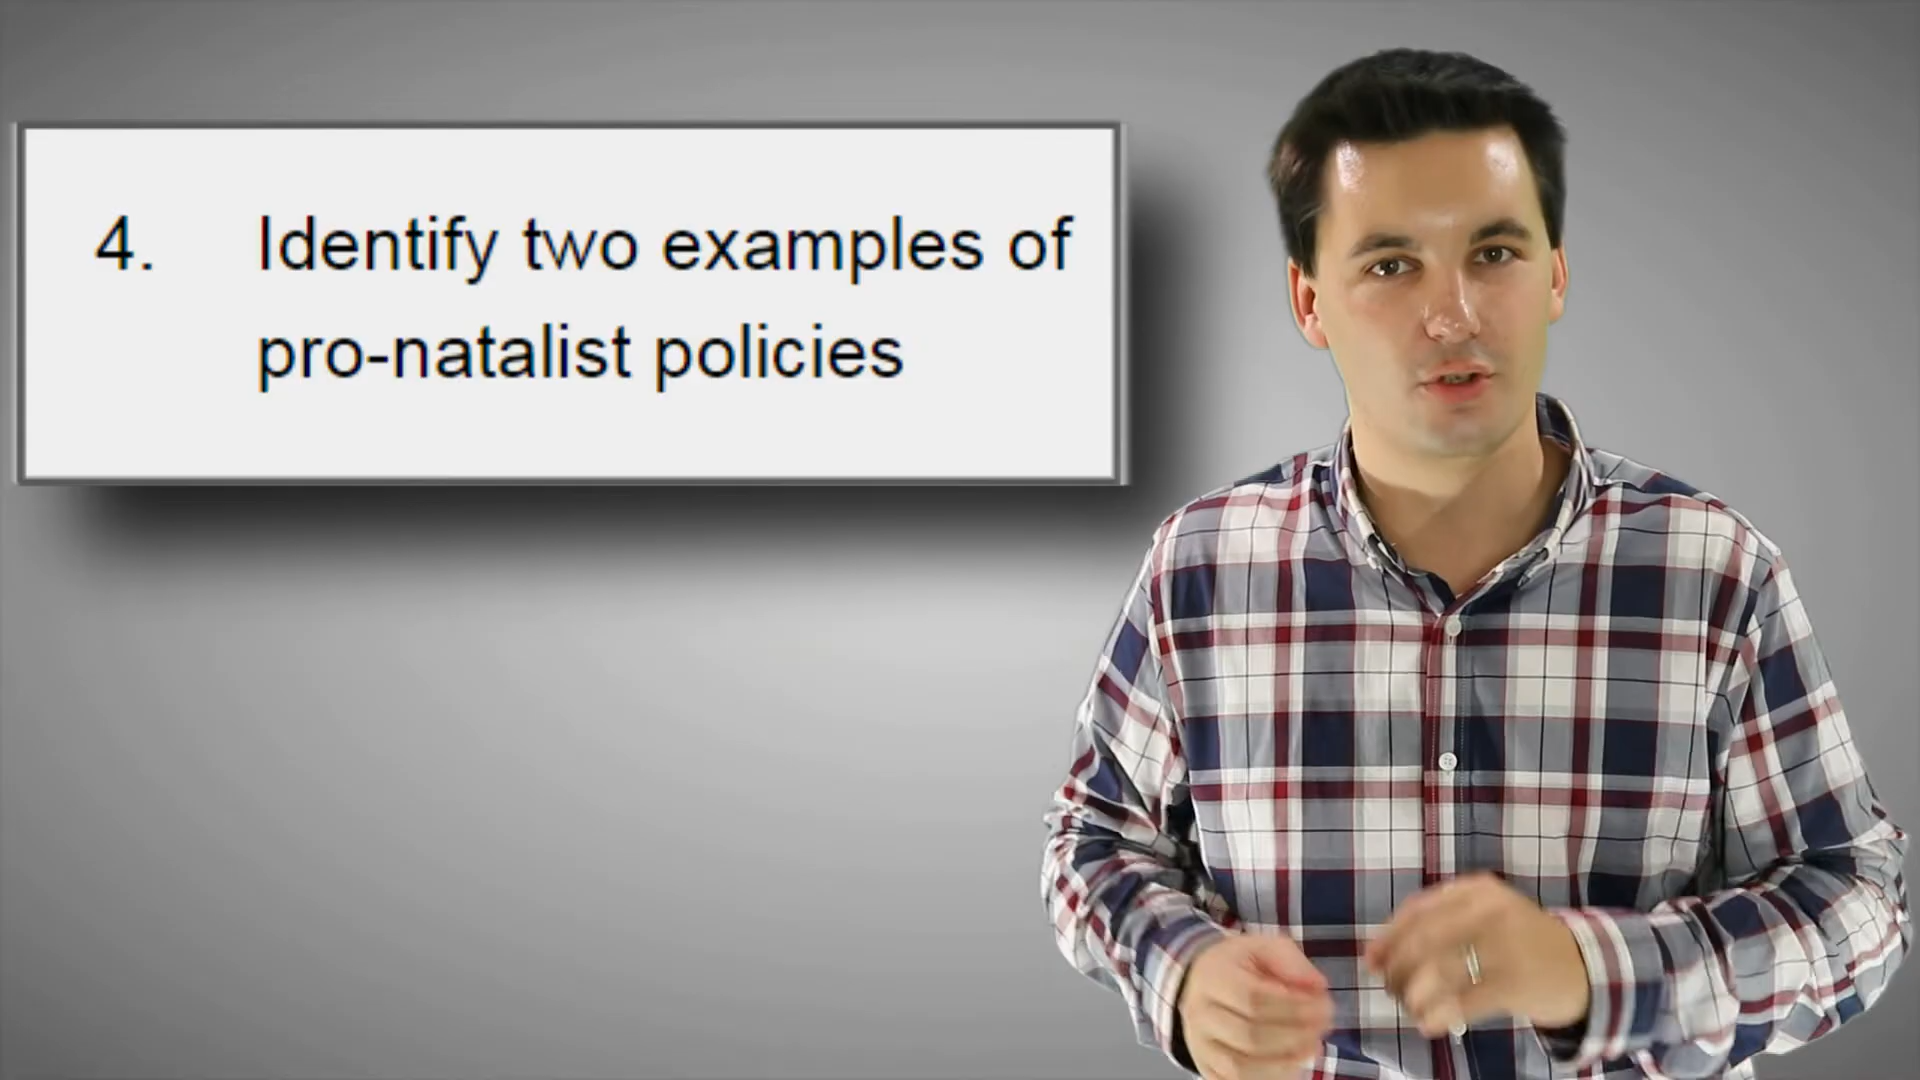 4. Identify two examples of
pro-natalist policies